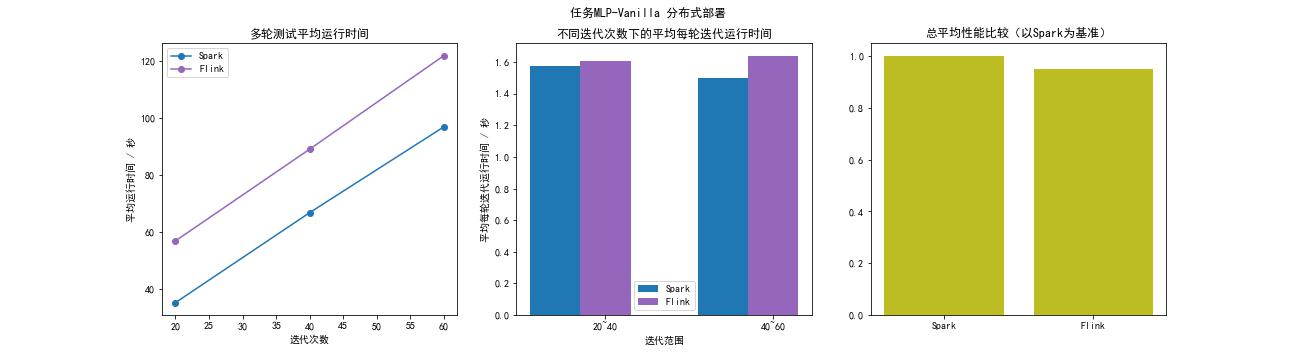 任务MLP-Vanilla 分布式部署
多轮测试平均运行时间
Spark
Flink
120
100
80
60
40
平均运行时间 / 秒
20 25 30 35 40 45 50 55 60
迭代次数
不同迭代次数下的平均每轮迭代运行时间
1.6
1.4
1.2
1.0
0.8
0.6
0.4
0.2
0.0
平均每轮迭代运行时间 / 秒
Spark
Flink
20~40 40~60
迭代范围
总平均性能比较（以Spark为基准）
1.0
0.8
0.6
0.4
0.2
0.0
Spark Flink